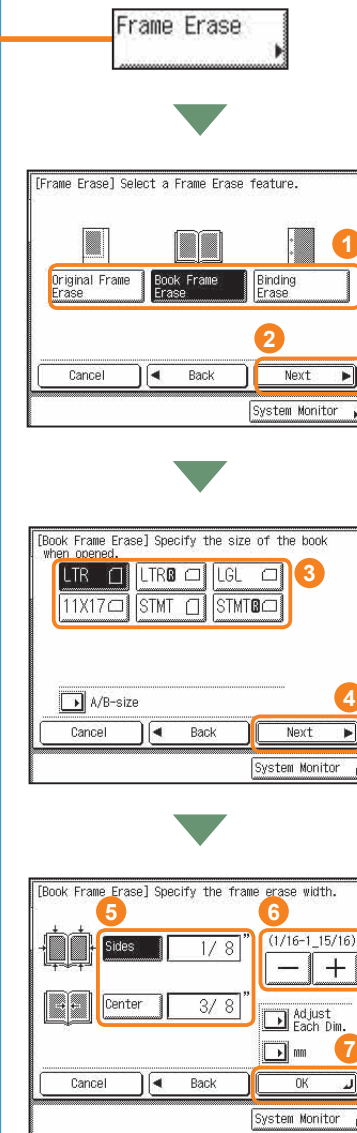 Frame Erase
[Frame Erase] Select a Frame Erase feature.
1
Original Frame Erase
Book Frame Erase
Binding Erase
2
Cancel
Back
Next
System Monitor
[Book Frame Erase] Specify the size of the book
when opened.
LTR LTRR LGL
3
11X17 STMT STMTR
A/B-size
4
Cancel
Back
Next
System Monitor
[Book Frame Erase] Specify the frame erase width.
5
6
Sides 1/ 8"
(1/16-1_15/16)
− +
Center 3/ 8"
Adjust
Each Dim.
mm
7
Cancel
Back
OK
System Monitor